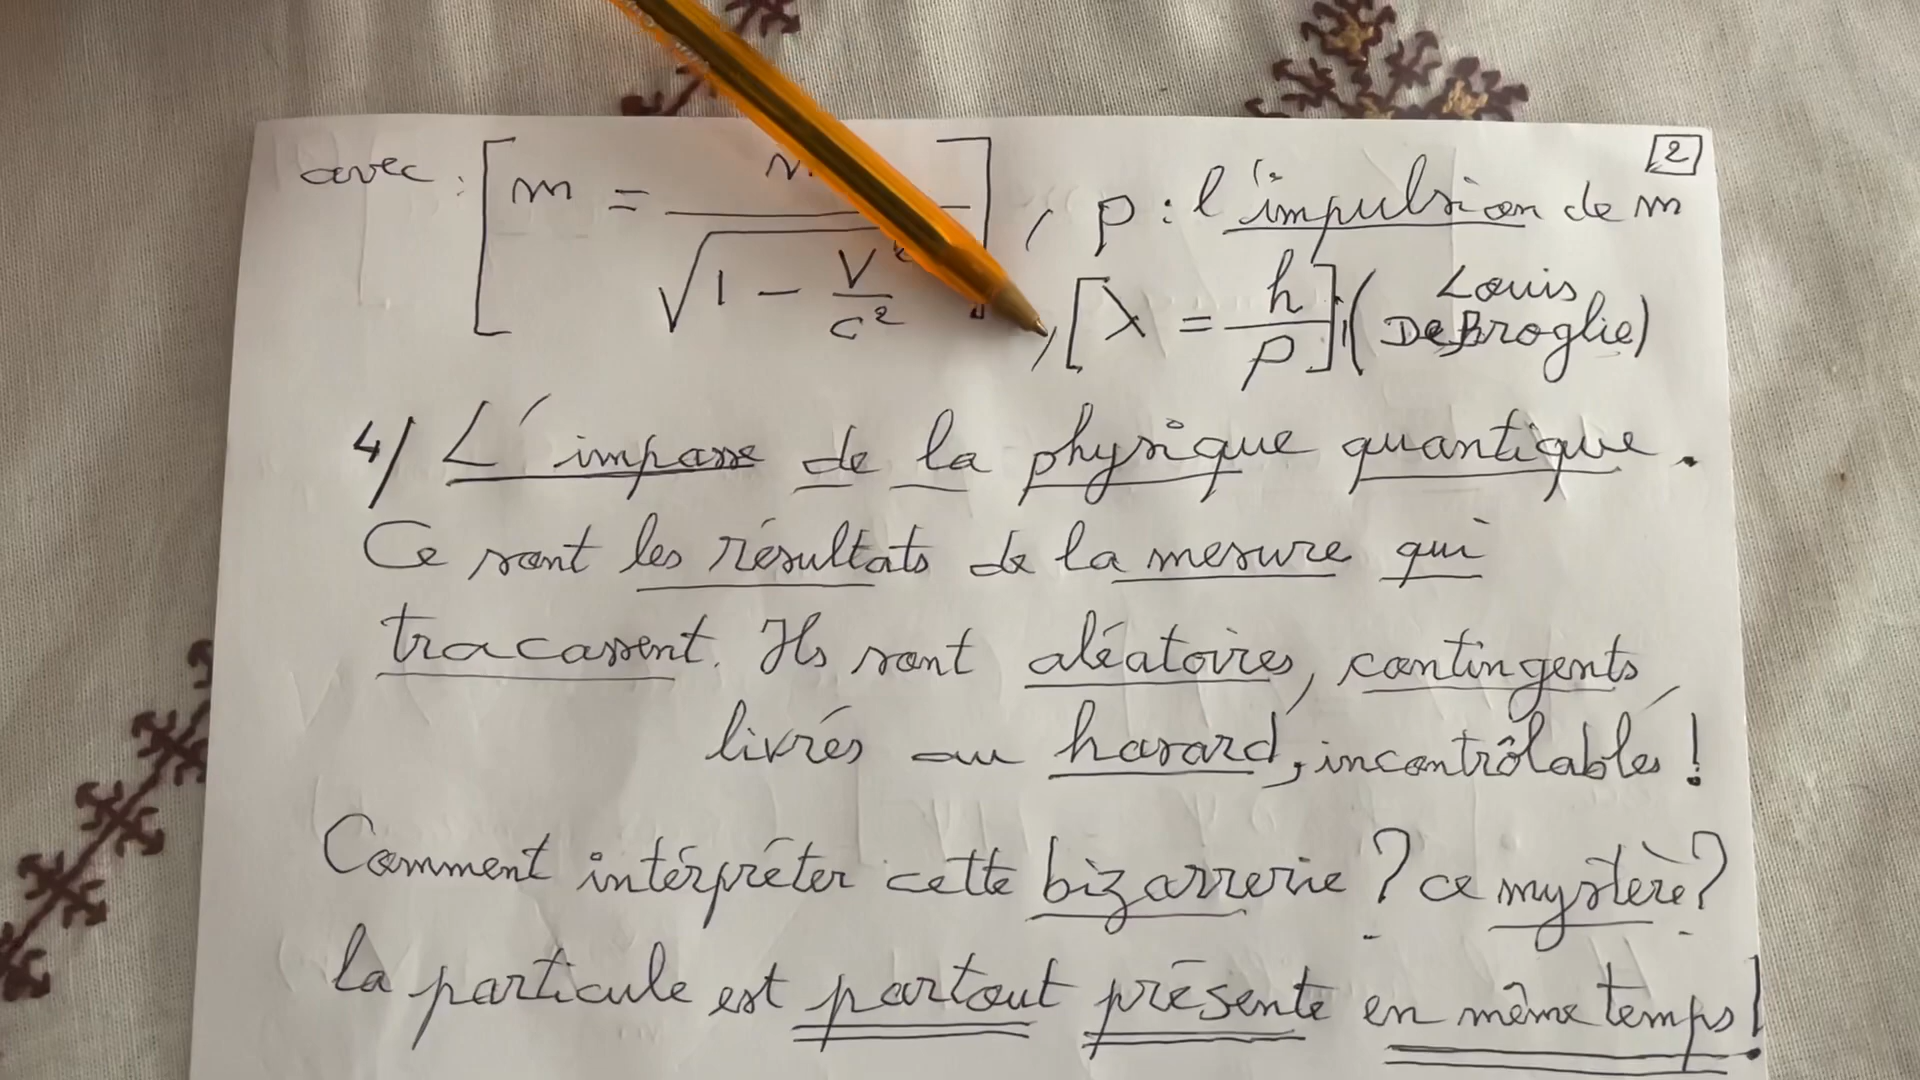 2
avec : [ m = / √1 - V²/c² ] , p : l'impulsion de m
, [ λ = h/p ] , ( Louis DeBroglie )
4/ L'impasse de la physique quantique .
Ce sont les résultats de la mesure qui
tracassent. Ils sont aléatoires, contingents,
livrés au hasard, incontrôlables !
Comment intérpréter cette bizarrerie ? ce mystère ?
la particule est partout présente en même temps !